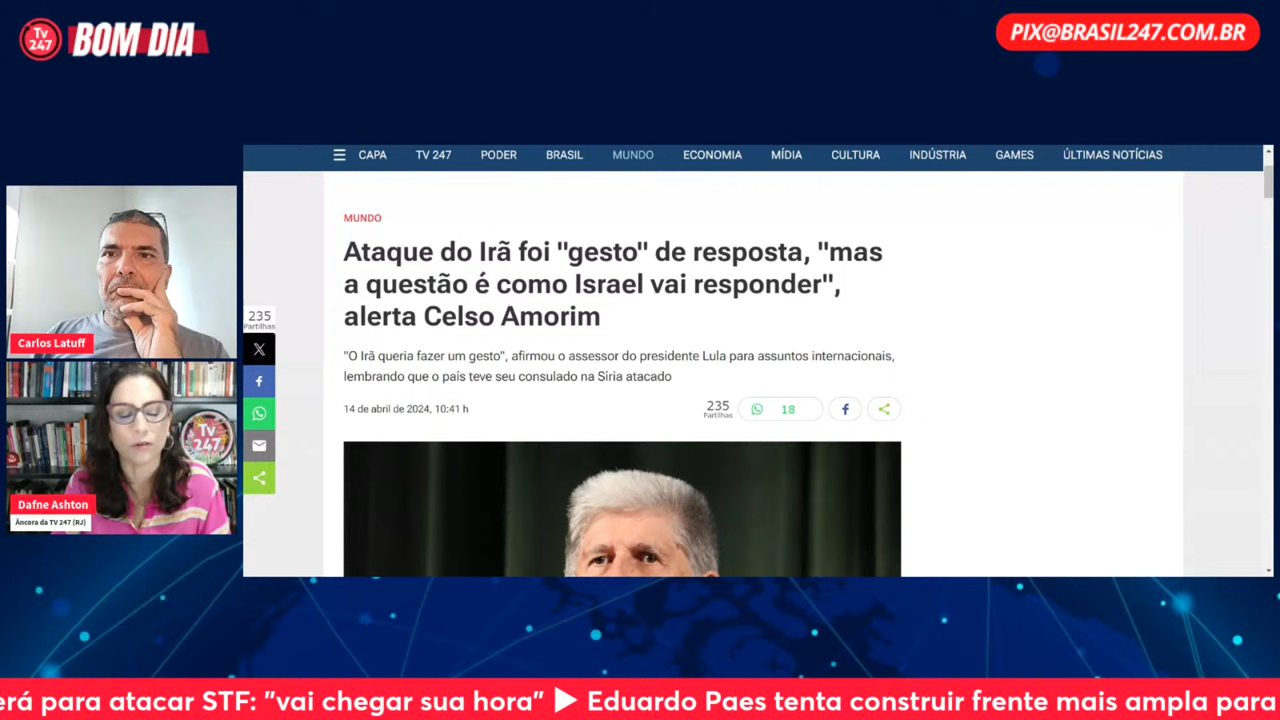 Tv 247 BOM DIA
PIX@BRASIL247.COM.BR
CAPA TV 247 PODER BRASIL MUNDO ECONOMIA MÍDIA CULTURA INDÚSTRIA GAMES ÚLTIMAS NOTÍCIAS
MUNDO
Ataque do Irã foi "gesto" de resposta, "mas
a questão é como Israel vai responder",
alerta Celso Amorim
"O Irã queria fazer um gesto", afirmou o assessor do presidente Lula para assuntos internacionais,
lembrando que o país teve seu consulado na Síria atacado
14 de abril de 2024, 10:41 h
235
Partilhas
18
235
Partilhas
Carlos Latuff
Tv 247
Dafne Ashton
Âncora da TV 247 (RJ)
erá para atacar STF: "vai chegar sua hora" ▶ Eduardo Paes tenta construir frente mais ampla para